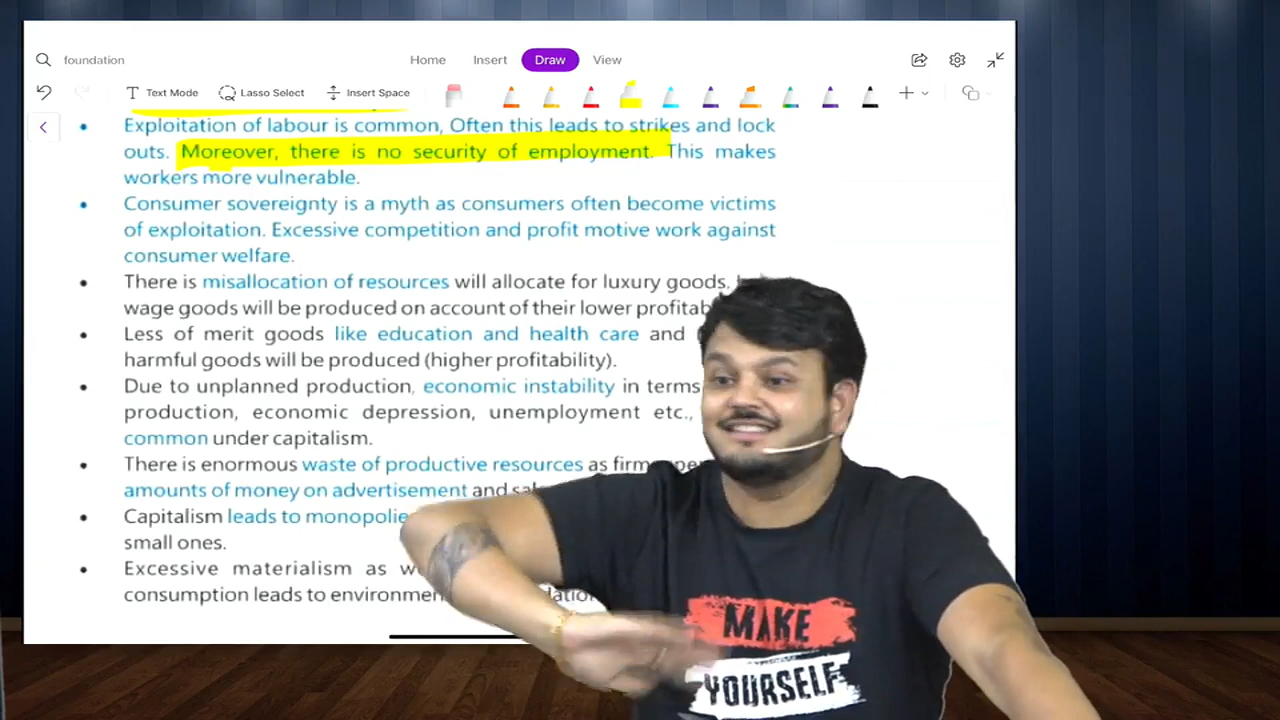 foundation
Home Insert Draw View
Text Mode Lasso Select Insert Space
• Exploitation of labour is common, Often this leads to strikes and lock
outs. Moreover, there is no security of employment. This makes
workers more vulnerable.
• Consumer sovereignty is a myth as consumers often become victims
of exploitation. Excessive competition and profit motive work against
consumer welfare.
• There is misallocation of resources will allocate for luxury goods,
wage goods will be produced on account of their lower
• Less of merit goods like education and health care and
harmful goods will be produced (higher profitability).
• Due to unplanned production, economic instability in terms
production, economic depression, unemployment etc.,
common under capitalism.
• There is enormous waste of productive resources as
amounts of money on advertisement and
• Capitalism leads to
small ones.
• Excessive materialism as
consumption leads to
MAKE
YOURSELF